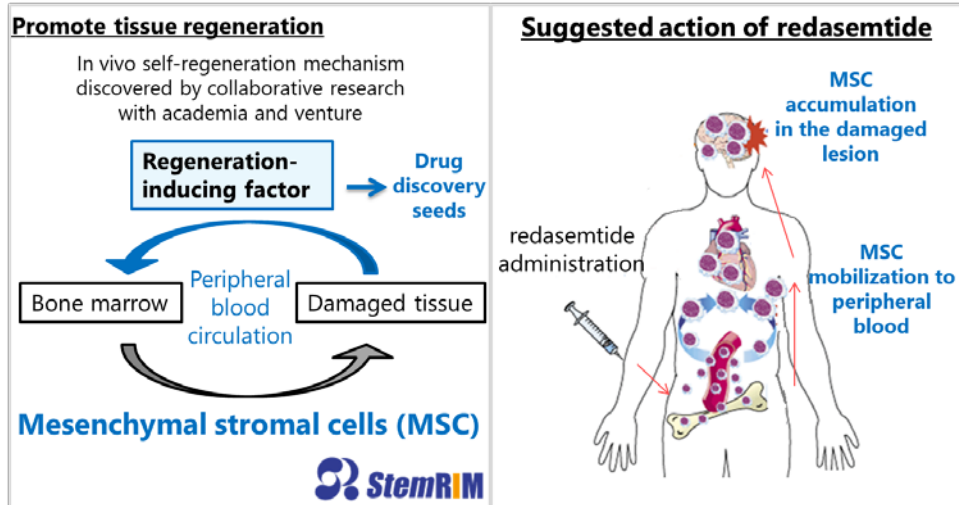 Promote tissue regeneration
In vivo self-regeneration mechanism
discovered by collaborative research
with academia and venture
Regeneration-
inducing factor
Drug
discovery
seeds
Bone marrow
Peripheral
blood
circulation
Damaged tissue
Mesenchymal stromal cells (MSC)
StemRIM
Suggested action of redasemtide
MSC
accumulation
in the damaged
lesion
redasemtide
administration
MSC
mobilization to
peripheral
blood